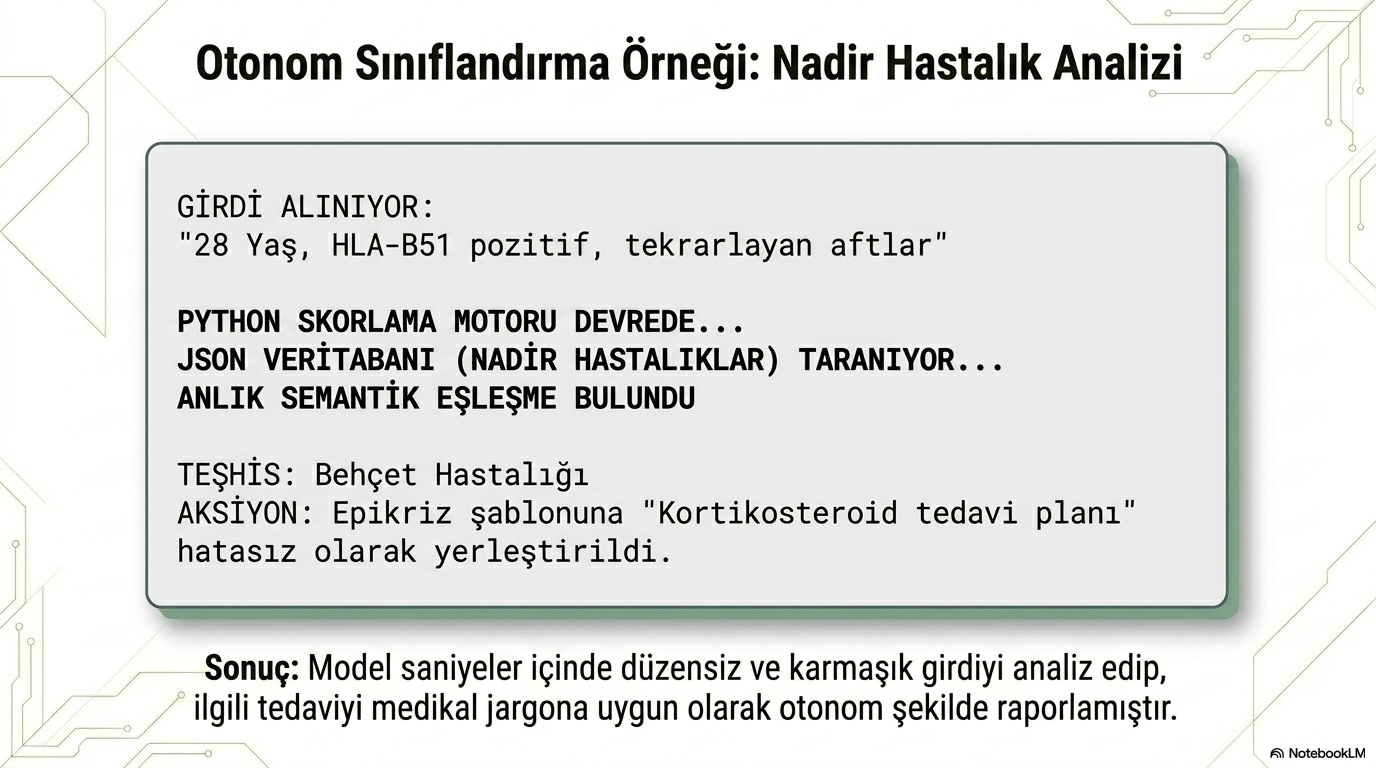 Otonom Sınıflandırma Örneği: Nadir Hastalık Analizi
GİRDİ ALINIYOR:
"28 Yaş, HLA-B51 pozitif, tekrarlayan aftlar"
PYTHON SKORLAMA MOTORU DEVREDE...
JSON VERİTABANI (NADİR HASTALIKLAR) TARANIYOR...
ANLIK SEMANTİK EŞLEŞME BULUNDU
TEŞHİS: Behçet Hastalığı
AKSİYON: Epikriz şablonuna "Kortikosteroid tedavi planı"
hatasız olarak yerleştirildi.
Sonuç: Model saniyeler içinde düzensiz ve karmaşık girdiyi analiz edip,
ilgili tedaviyi medikal jargona uygun olarak otonom şekilde raporlamıştır.
NotebookLM